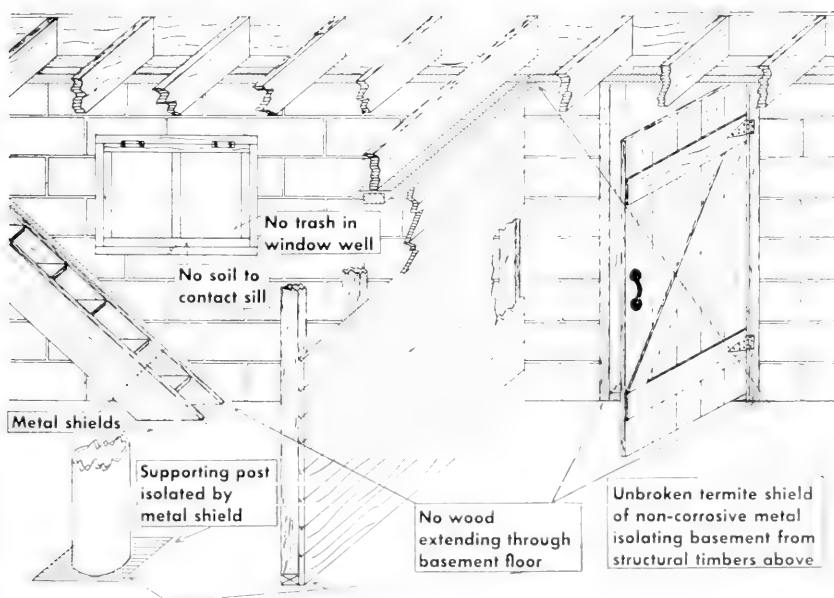 No trash in
window well
No soil to
contact sill
Metal shields
Supporting post
isolated by
metal shield
No wood
extending through
basement floor
Unbroken termite shield
of non-corrosive metal
isolating basement from
structural timbers above